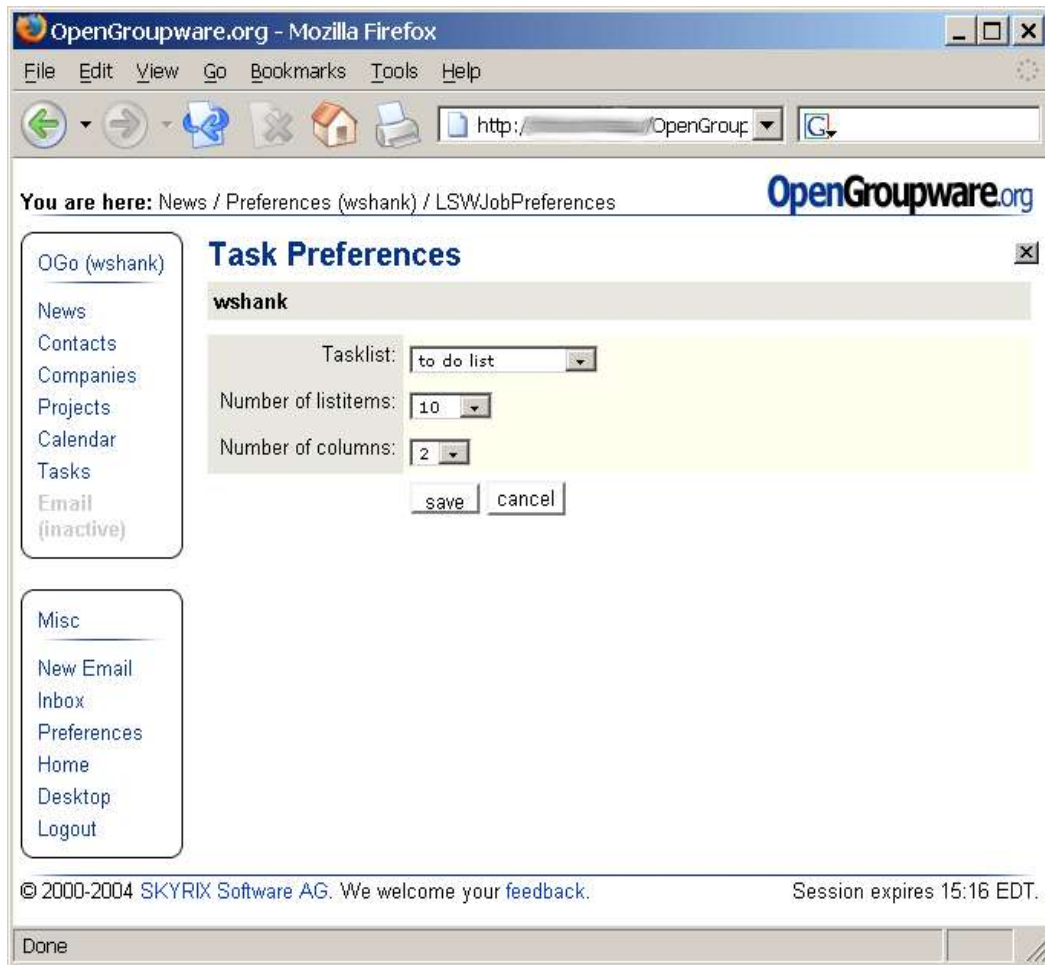 OpenGroupware.org - Mozilla Firefox
File Edit View Go Bookmarks Tools Help
http:/ /OpenGroup
G
You are here: News / Preferences (wshank) / LSWJobPreferences
OpenGroupware.org
OGo (wshank)
News
Contacts
Companies
Projects
Calendar
Tasks
Email
(inactive)
Misc
New Email
Inbox
Preferences
Home
Desktop
Logout
Task Preferences
wshank
Tasklist: to do list
Number of listitems: 10
Number of columns: 2
save cancel
© 2000-2004 SKYRIX Software AG. We welcome your feedback. Session expires 15:16 EDT.
Done